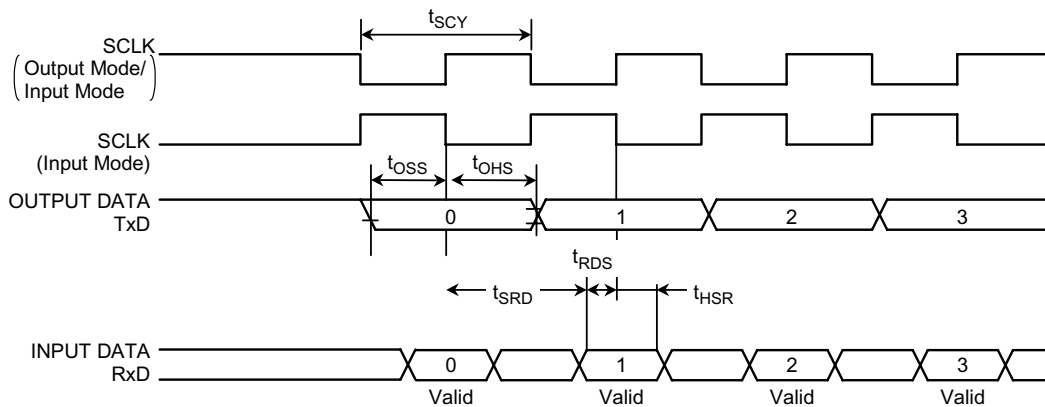 tSCY
SCLK
(Output Mode/
Input Mode)
SCLK
(Input Mode)
tOSS tOHS
OUTPUT DATA
TxD
0 1 2 3
tRDS
tSRD tHSR
INPUT DATA
RxD
0 1 2 3
Valid Valid Valid Valid